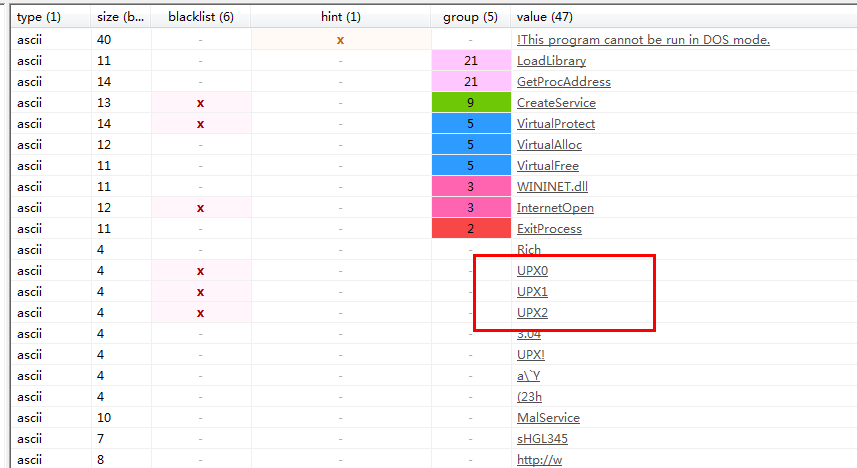 type (1) size (b... blacklist (6) hint (1) group (5) value (47)
ascii 40 - x - !This program cannot be run in DOS mode.
ascii 11 - - 21 LoadLibrary
ascii 14 - - 21 GetProcAddress
ascii 13 x - 9 CreateService
ascii 14 x - 5 VirtualProtect
ascii 12 - - 5 VirtualAlloc
ascii 11 - - 5 VirtualFree
ascii 11 - - 3 WININET.dll
ascii 12 x - 3 InternetOpen
ascii 11 - - 2 ExitProcess
ascii 4 - - - Rich
ascii 4 x - - UPX0
ascii 4 x - - UPX1
ascii 4 x - - UPX2
ascii 4 - - - 3.04
ascii 4 - - - UPX!
ascii 4 - - - a\`Y
ascii 4 - - - (23h
ascii 10 - - - MalService
ascii 7 - - - sHGL345
ascii 8 - - - http://w